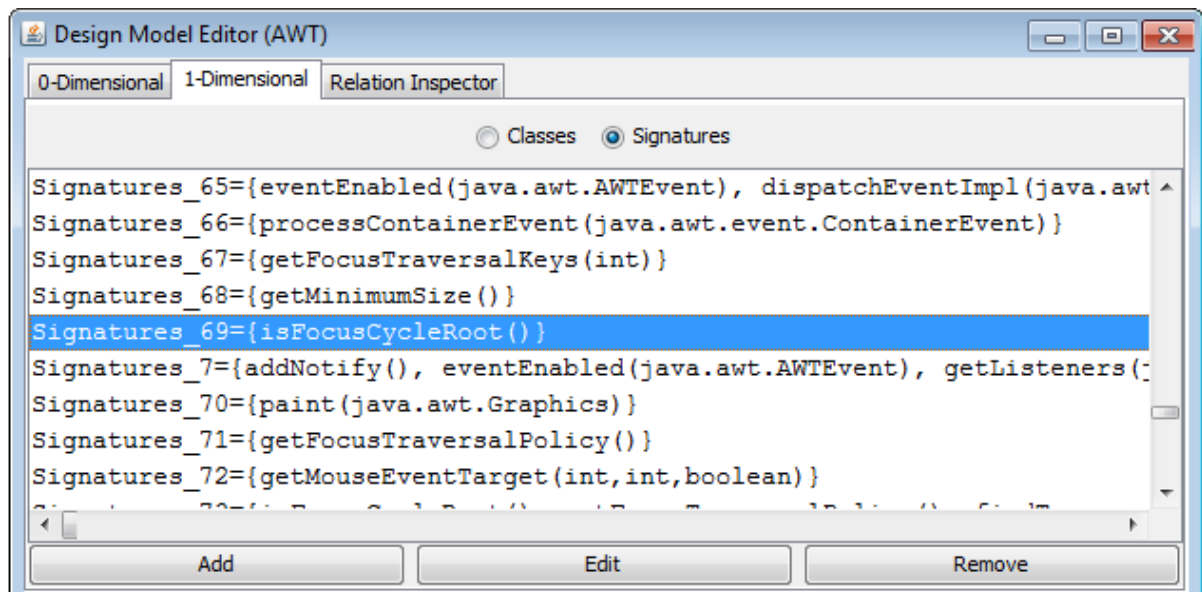 Design Model Editor (AWT)
0-Dimensional 1-Dimensional Relation Inspector
Classes Signatures
Signatures_65={eventEnabled(java.awt.AWTEvent), dispatchEventImpl(java.awt
Signatures_66={processContainerEvent(java.awt.event.ContainerEvent)}
Signatures_67={getFocusTraversalKeys(int)}
Signatures_68={getMinimumSize()}
Signatures_69={isFocusCycleRoot()}
Signatures_7={addNotify(), eventEnabled(java.awt.AWTEvent), getListeners(j
Signatures_70={paint(java.awt.Graphics)}
Signatures_71={getFocusTraversalPolicy()}
Signatures_72={getMouseEventTarget(int,int,boolean)}
Add Edit Remove